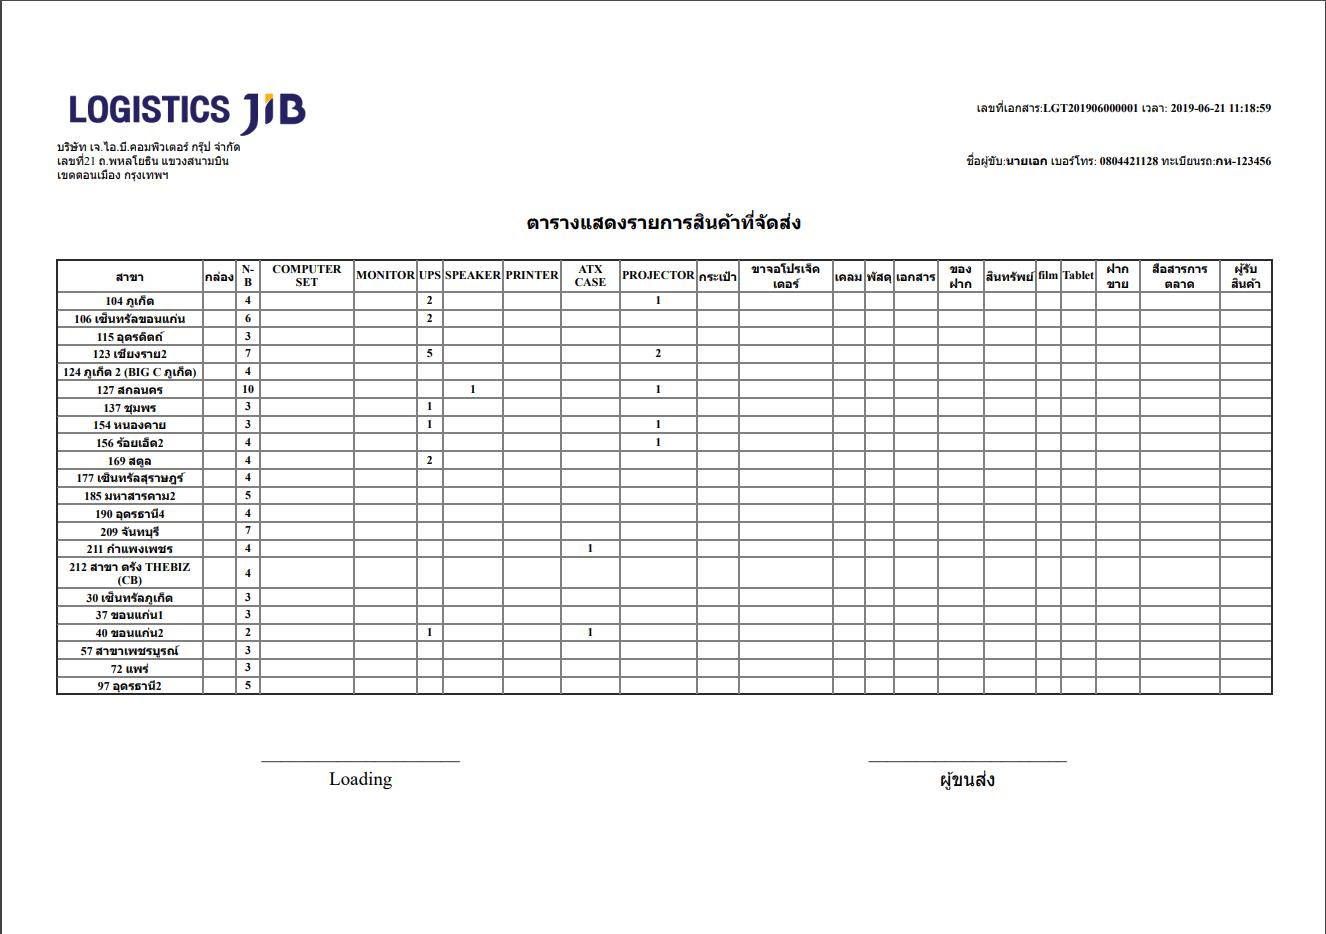 LOGISTICS JIB
เลขที่เอกสาร:LGT201906000001 เวลา: 2019-06-21 11:18:59
บริษัท เจ.ไอ.บี.คอมพิวเตอร์ กรุ๊ป จำกัด
เลขที่21 ถ.พหลโยธิน แขวงสนามบิน
เขตดอนเมือง กรุงเทพฯ
ชื่อผู้ขับ:นายเอก เบอร์โทร: 0804421128 ทะเบียนรถ:กท-123456
ตารางแสดงรายการสินค้าที่จัดส่ง
สาขา กล่อง N-B COMPUTER SET MONITOR UPS SPEAKER PRINTER ATX CASE PROJECTOR กระเป๋า ขาจอโปรเจ็คเตอร์ เคลม พัสดุ เอกสาร ของฝาก สินทรัพย์ film Tablet ฝากขาย สื่อสารการตลาด ผู้รับสินค้า
104 ภูเก็ต 4 2 1
106 เซ็นทรัลขอนแก่น 6 2
115 อุตรดิตถ์ 3
123 เชียงราย2 7 5 2
124 ภูเก็ต 2 (BIG C ภูเก็ต) 4
127 สกลนคร 10 1 1
137 ชุมพร 3 1
154 หนองคาย 3 1 1
156 ร้อยเอ็ด2 4 1
169 สตูล 4 2
177 เซ็นทรัลสุราษฎร์ 4
185 มหาสารคาม2 5
190 อุดรธานี4 4
209 จันทบุรี 7
211 กำแพงเพชร 4 1
212 สาขา ตรัง THEBIZ (CB) 4
30 เซ็นทรัลภูเก็ต 3
37 ขอนแก่น1 3
40 ขอนแก่น2 2 1 1
57 สาขาเพชรบูรณ์ 3
72 แพร่ 3
97 อุดรธานี2 5
Loading ผู้ขนส่ง